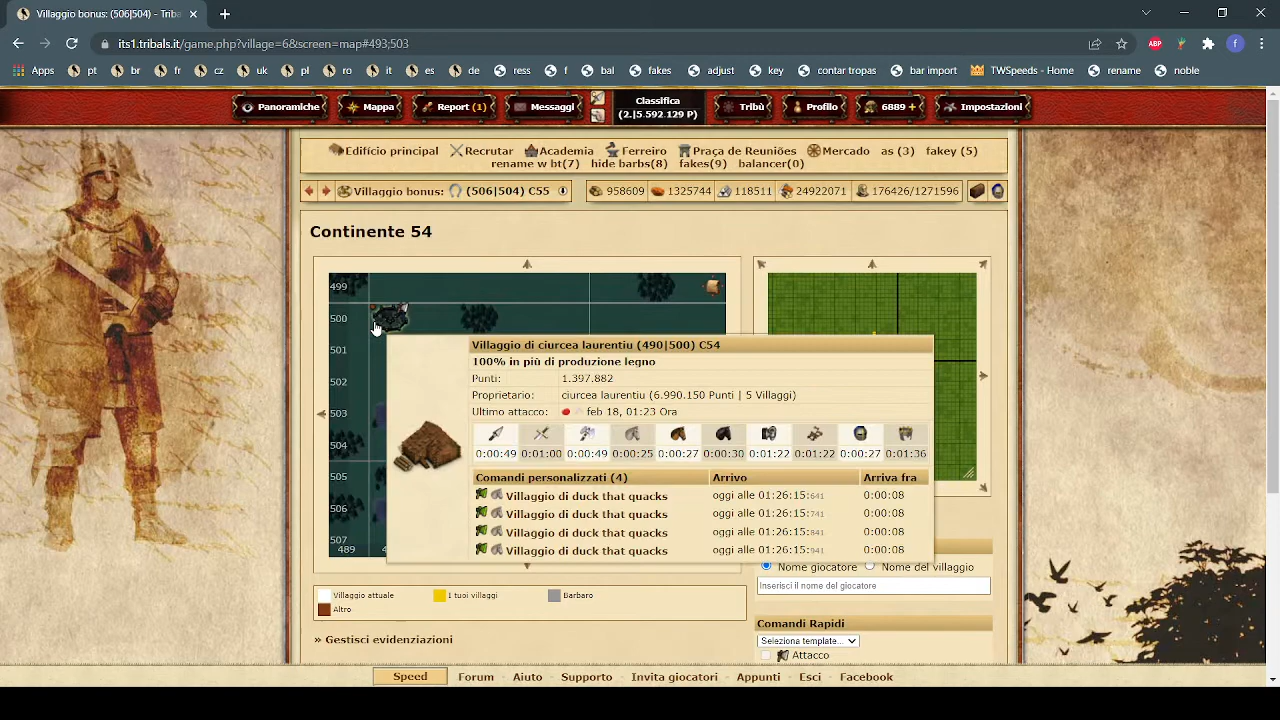 Villaggio bonus: (506|504) - Trib
its1.tribals.it/game.php?village=6&screen=map#493;503
ABP
f
Apps pt br fr cz uk pl ro it es de ress f bal fakes adjust key contar tropas bar import TWSpeeds - Home rename noble
Panoramiche Mappa Report (1) Messaggi
Classifica
(2.|5.592.129 P)
Tribù Profilo 6889 + Impostazioni
Edifício principal Recrutar Academia Ferreiro Praça de Reuniões Mercado as (3) fakey (5)
rename w bt(7) hide barbs(8) fakes(9) balancer(0)
Villaggio bonus: (506|504) C55
958609 1325744 118511 24922071 176426/1271596
Continente 54
499
500
501
502
503
504
505
506
507
489
Villaggio di ciurcea laurentiu (490|500) C54
100% in più di produzione legno
Punti: 1.397.882
Proprietario: ciurcea laurentiu (6.990.150 Punti | 5 Villaggi)
Ultimo attacco: feb 18, 01:23 Ora
0:00:49 0:01:00 0:00:49 0:00:25 0:00:27 0:00:30 0:01:22 0:01:22 0:00:27 0:01:36
Comandi personalizzati (4) Arrivo Arriva fra
Villaggio di duck that quacks oggi alle 01:26:15:641 0:00:08
Villaggio di duck that quacks oggi alle 01:26:15:741 0:00:08
Villaggio di duck that quacks oggi alle 01:26:15:841 0:00:08
Villaggio di duck that quacks oggi alle 01:26:15:941 0:00:08
Nome giocatore Nome del villaggio
Inserisci il nome del giocatore
Villaggio attuale I tuoi villaggi Barbaro
Altro
» Gestisci evidenziazioni
Comandi Rapidi
Seleziona template...
Attacco
Speed Forum Aiuto Supporto Invita giocatori Appunti Esci Facebook